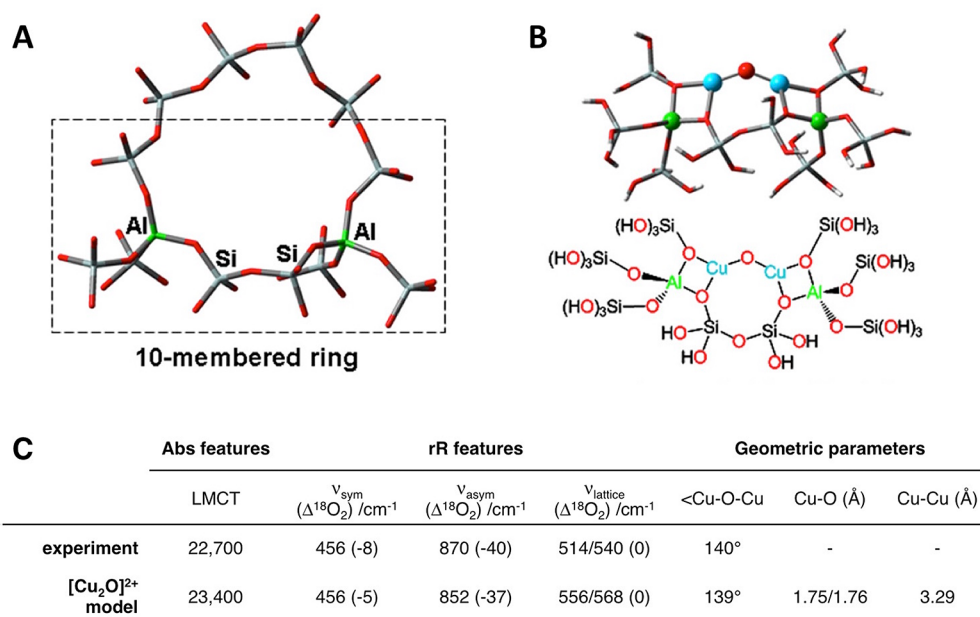 A
Al
Al
Si
Si
10-membered ring
B
(HO)₃Si
Si(OH)₃
O
Cu
O
Cu
O
(HO)₃Si
O
Al
O
Al
O
Si(OH)₃
(HO)₃Si
O
O
O
Si(OH)₃
HO
Si
O
Si
OH
HO
OH
C
Abs features rR features Geometric parameters
LMCT νsym (Δ¹⁸O₂) /cm⁻¹ νasym (Δ¹⁸O₂) /cm⁻¹ νlattice (Δ¹⁸O₂) /cm⁻¹ <Cu-O-Cu Cu-O (Å) Cu-Cu (Å)
experiment 22,700 456 (-8) 870 (-40) 514/540 (0) 140° - -
[Cu₂O]²⁺
model 23,400 456 (-5) 852 (-37) 556/568 (0) 139° 1.75/1.76 3.29